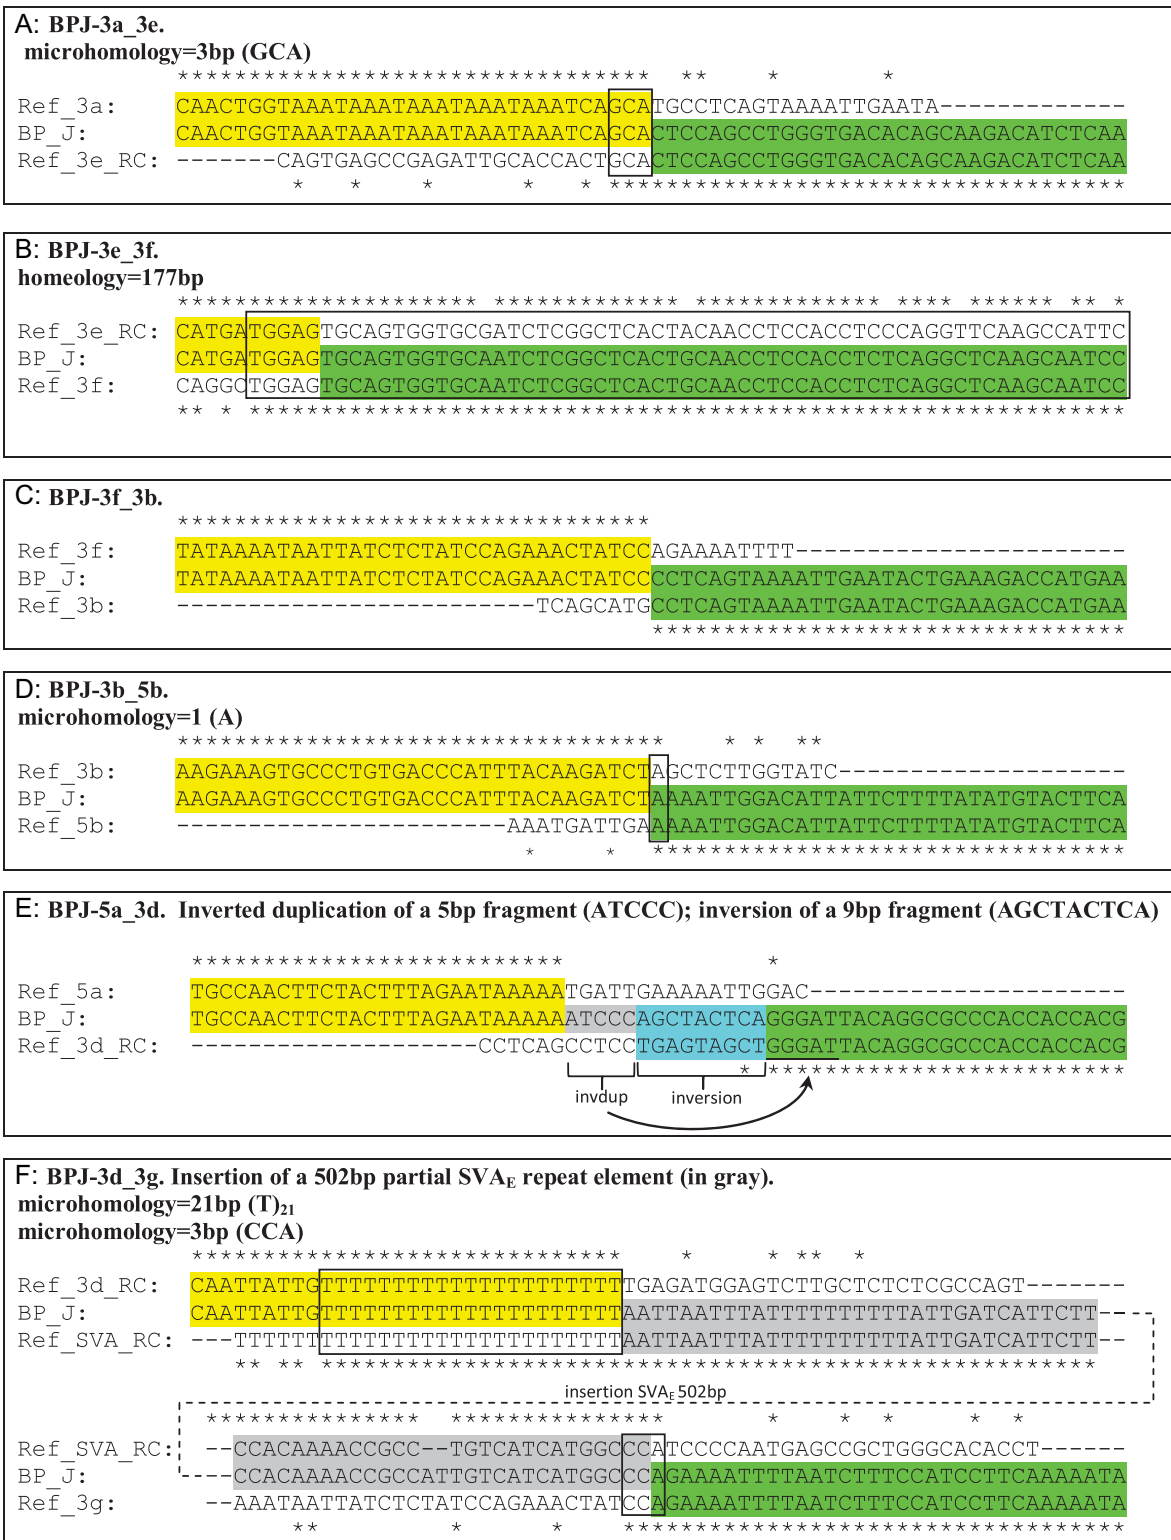 A: BPJ-3a_3e.
microhomology=3bp (GCA)
*********************************  **    *       *
Ref_3a: CAACTGGTAAATAAATAAATAAATAAATCAGCATGCCTCAGTAAAATTGAATA-------------
BP_J: CAACTGGTAAATAAATAAATAAATAAATCAGCACTCCAGCCTGGGTGACACAGCAAGACATCTCAA
Ref_3e_RC: -------CAGTGAGCCGAGATTGCACCACTGCACTCCAGCCTGGGTGACACAGCAAGACATCTCAA
*   *    *      *   * ************************************
B: BPJ-3e_3f.
homeology=177bp
********************* ************* ************* **** ****** ** *
Ref_3e_RC: CATGATGGAGTGCAGTGGTGCGATCTCGGCTCACTACAACCTCCACCTCCCAGGTTCAAGCCATTC
BP_J: CATGATGGAGTGCAGTGGTGCAATCTCGGCTCACTGCAACCTCCACCTCTCAGGCTCAAGCAATCC
Ref_3f: CAGGCTGGAGTGCAGTGGTGCAATCTCGGCTCACTGCAACCTCCACCTCTCAGGCTCAAGCAATCC
** * *************************************************************
C: BPJ-3f_3b.
*********************************
Ref_3f: TATAAAATAATTATCTCTATCCAGAAACTATCCAGAAAATTTT-----------------------
BP_J: TATAAAATAATTATCTCTATCCAGAAACTATCCCCTCAGTAAAATTGAATACTGAAAGACCATGAA
Ref_3b: -------------------------TCAGCATGCCTCAGTAAAATTGAATACTGAAAGACCATGAA
*********************************
D: BPJ-3b_5b.
microhomology=1 (A)
**********************************    * *  **
Ref_3b: AAGAAAGTGCCCTGTGACCCATTTACAAGATCTAGCTCTTGGTATC--------------------
BP_J: AAGAAAGTGCCCTGTGACCCATTTACAAGATCTAAAATTGGACATTATTCTTTTATATGTACTTCA
Ref_5b: -----------------------AAATGATTGAAAAATTGGACATTATTCTTTTATATGTACTTCA
*     *  *********************************
E: BPJ-5a_3d. Inverted duplication of a 5bp fragment (ATCCC); inversion of a 9bp fragment (AGCTACTCA)
**************************              *
Ref_5a: TGCCAACTTCTACTTTAGAATAAAAATGATTGAAAAATTGGAC----------------------
BP_J: TGCCAACTTCTACTTTAGAATAAAAAATCCCAGCTACTCAGGGATTACAGGCGCCCACCACCACG
Ref_3d_RC: --------------------CCTCAGCCTCCTGAGTAGCTGGGATTACAGGCGCCCACCACCACG
* *************************
invdup inversion
F: BPJ-3d_3g. Insertion of a 502bp partial SVAE repeat element (in gray).
microhomology=21bp (T)21
microhomology=3bp (CCA)
******************************    *     * **  *
Ref_3d_RC: CAATTATTGTTTTTTTTTTTTTTTTTTTTTTGAGATGGAGTCTTGCTCTCTCGCCAGT-------
BP_J: CAATTATTGTTTTTTTTTTTTTTTTTTTTTAATTAATTTATTTTTTTTTTATTGATCATTCTT--
Ref_SVA_RC: ---TTTTTTTTTTTTTTTTTTTTTTTTTTTAATTAATTTATTTTTTTTTTATTGATCATTCTT--
** ** ******************************************************
insertion SVAE 502bp
***************  ***************       *    *  *   *  *
Ref_SVA_RC: --CCACAAAACCGCC--TGTCATCATGGCCCATCCCCAATGAGCCGCTGGGCACACCT------
BP_J: --CCACAAAACCGCCATTGTCATCATGGCCCAGAAAATTTTAATCTTTCCATCCTTCAAAAATA
Ref_3g: --AAATAATTATCTCTATCCAGAAACTATCCAGAAAATTTTAATCTTTCCATCCTTCAAAAATA
**         *      *    ***********************************